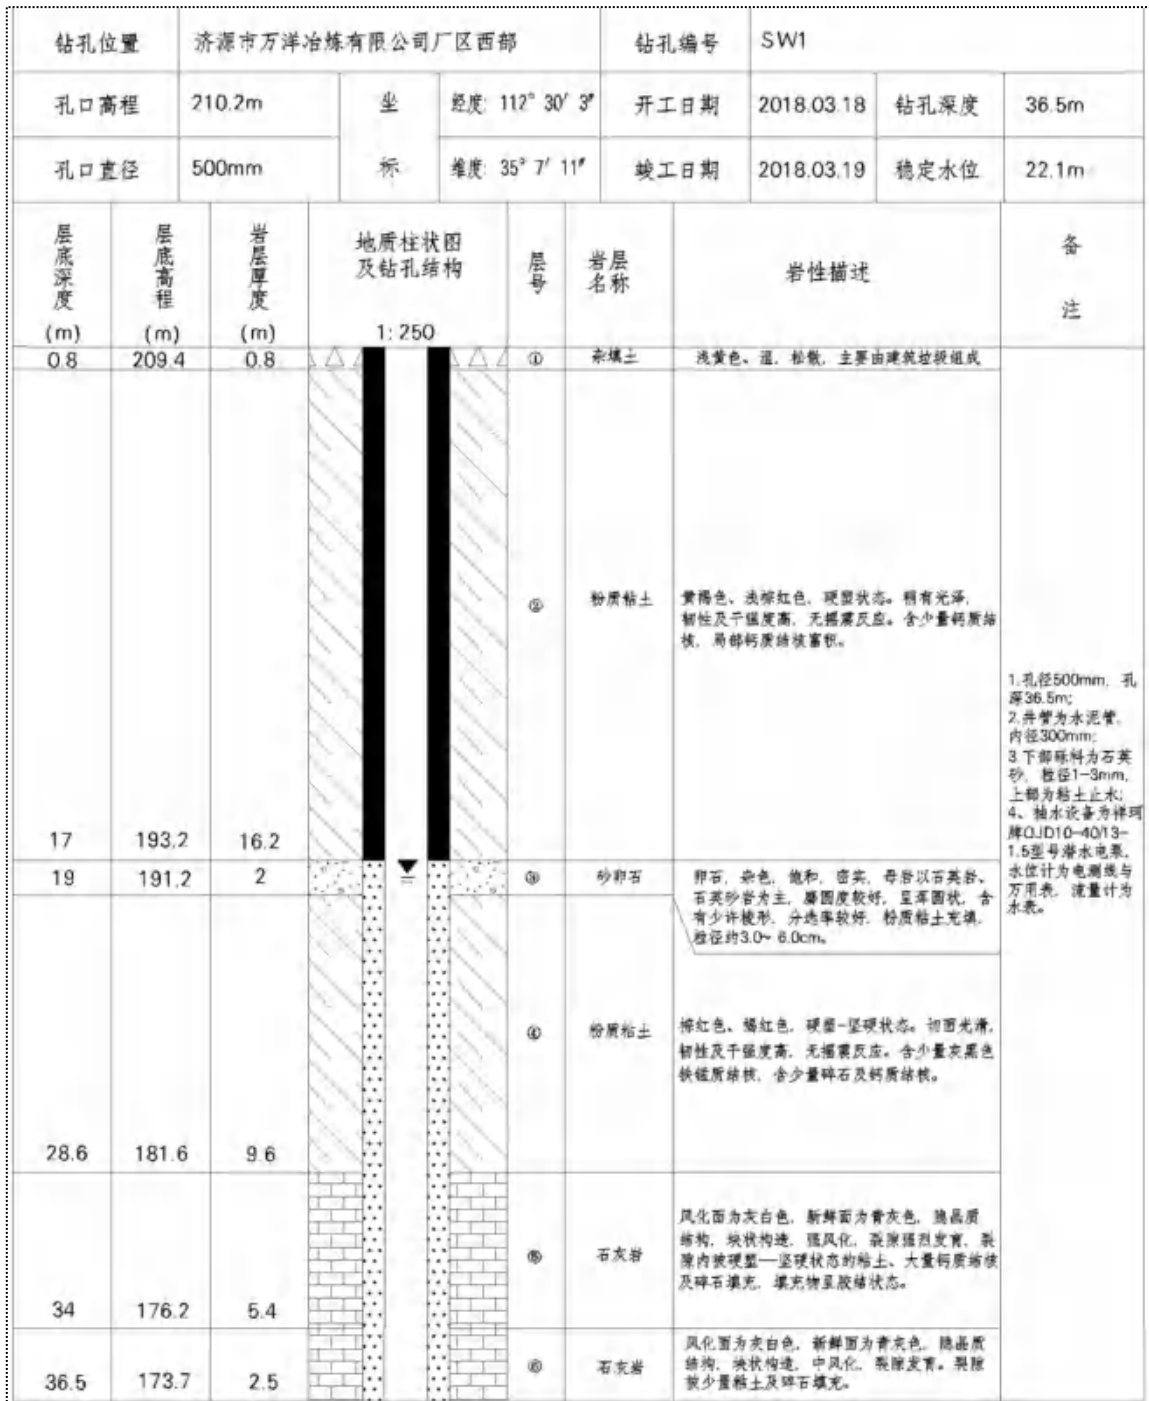 钻孔位置 济源市万洋冶炼有限公司厂区西部 钻孔编号 SW1
孔口高程 210.2m 坐 经度: 112° 30′ 3″ 开工日期 2018.03.18 钻孔深度 36.5m
孔口直径 500mm 标 维度: 35° 7′ 11″ 竣工日期 2018.03.19 稳定水位 22.1m
层底深度 (m) 层底高程 (m) 岩层厚度 (m) 地质柱状图 层号 岩层 岩性描述 备注
及钻孔结构 名称
1:250
0.8 209.4 0.8 ① 杂填土 浅黄色、湿、松散,主要由建筑垃圾组成
17 193.2 16.2 ② 粉质粘土 黄褐色、浅棕红色,硬塑状态。稍有光泽,
韧性及干强度高,无摇震反应。含少量钙质结
核,局部钙质结核富积。
19 191.2 2 ③ 砂卵石 卵石,杂色,饱和,密实,母岩以石英岩、
石英砂岩为主,磨圆度较好,呈浑圆状,含
有少许棱形,分选率较好,粉质粘土充填,
粒径约3.0~ 6.0cm。
28.6 181.6 9.6 ④ 粉质粘土 棕红色、褐红色,硬塑-坚硬状态。切面光滑,
韧性及干强度高,无摇震反应。含少量灰黑色
铁锰质结核,含少量碎石及钙质结核。
34 176.2 5.4 ⑤ 石灰岩 风化面为灰白色,新鲜面为青灰色,隐晶质
结构,块状构造,强风化,裂隙强烈发育,裂
隙内被硬塑—坚硬状态的粘土、大量钙质结核
及碎石填充,填充物呈胶结状态。
36.5 173.7 2.5 ⑥ 石灰岩 风化面为灰白色,新鲜面为青灰色,隐晶质
结构,块状构造,中风化,裂隙发育。裂隙
被少量粘土及碎石填充。
1.孔径500mm,孔
深36.5m;
2.井管为水泥管,
内径300mm;
3.下部砾料为石英
砂,粒径1-3mm,
上部为粘土止水;
4、抽水设备为祥珂
牌QJD10-40/13-
1.5型号潜水电泵,
水位计为电测线与
万用表,流量计为
水表。